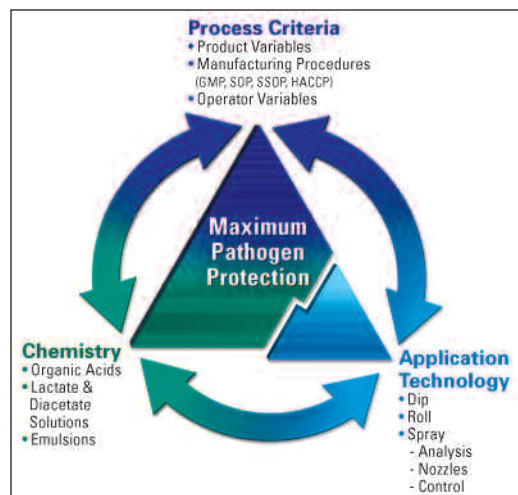 Process Criteria
• Product Variables
• Manufacturing Procedures
(GMP, SOP, SSOP, HACCP)
• Operator Variables
Maximum
Pathogen
Protection
Chemistry
• Organic Acids
• Lactate &
Diacetate
Solutions
• Emulsions
Application
Technology
• Dip
• Roll
• Spray
- Analysis
- Nozzles
- Control